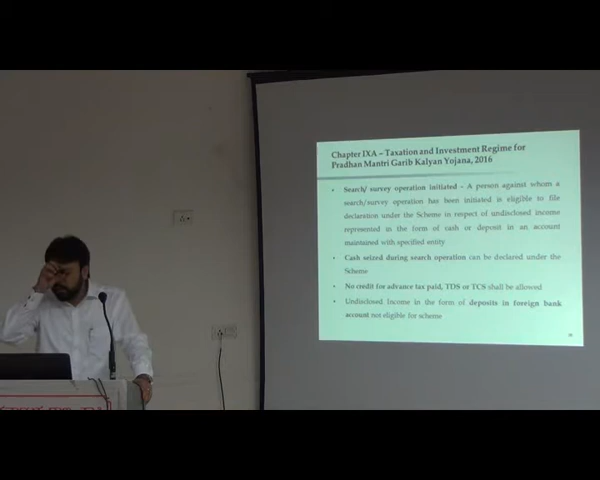 Chapter IXA – Taxation and Investment Regime for
Pradhan Mantri Garib Kalyan Yojana, 2016
• Search/ survey operation initiated – A person against whom a
search/survey operation has been initiated is eligible to file
declaration under the Scheme in respect of undisclosed income
represented in the form of cash or deposit in an account
maintained with specified entity
• Cash seized during search operation can be declared under the
Scheme
• No credit for advance tax paid, TDS or TCS shall be allowed
• Undisclosed Income in the form of deposits in foreign bank
account not eligible for scheme